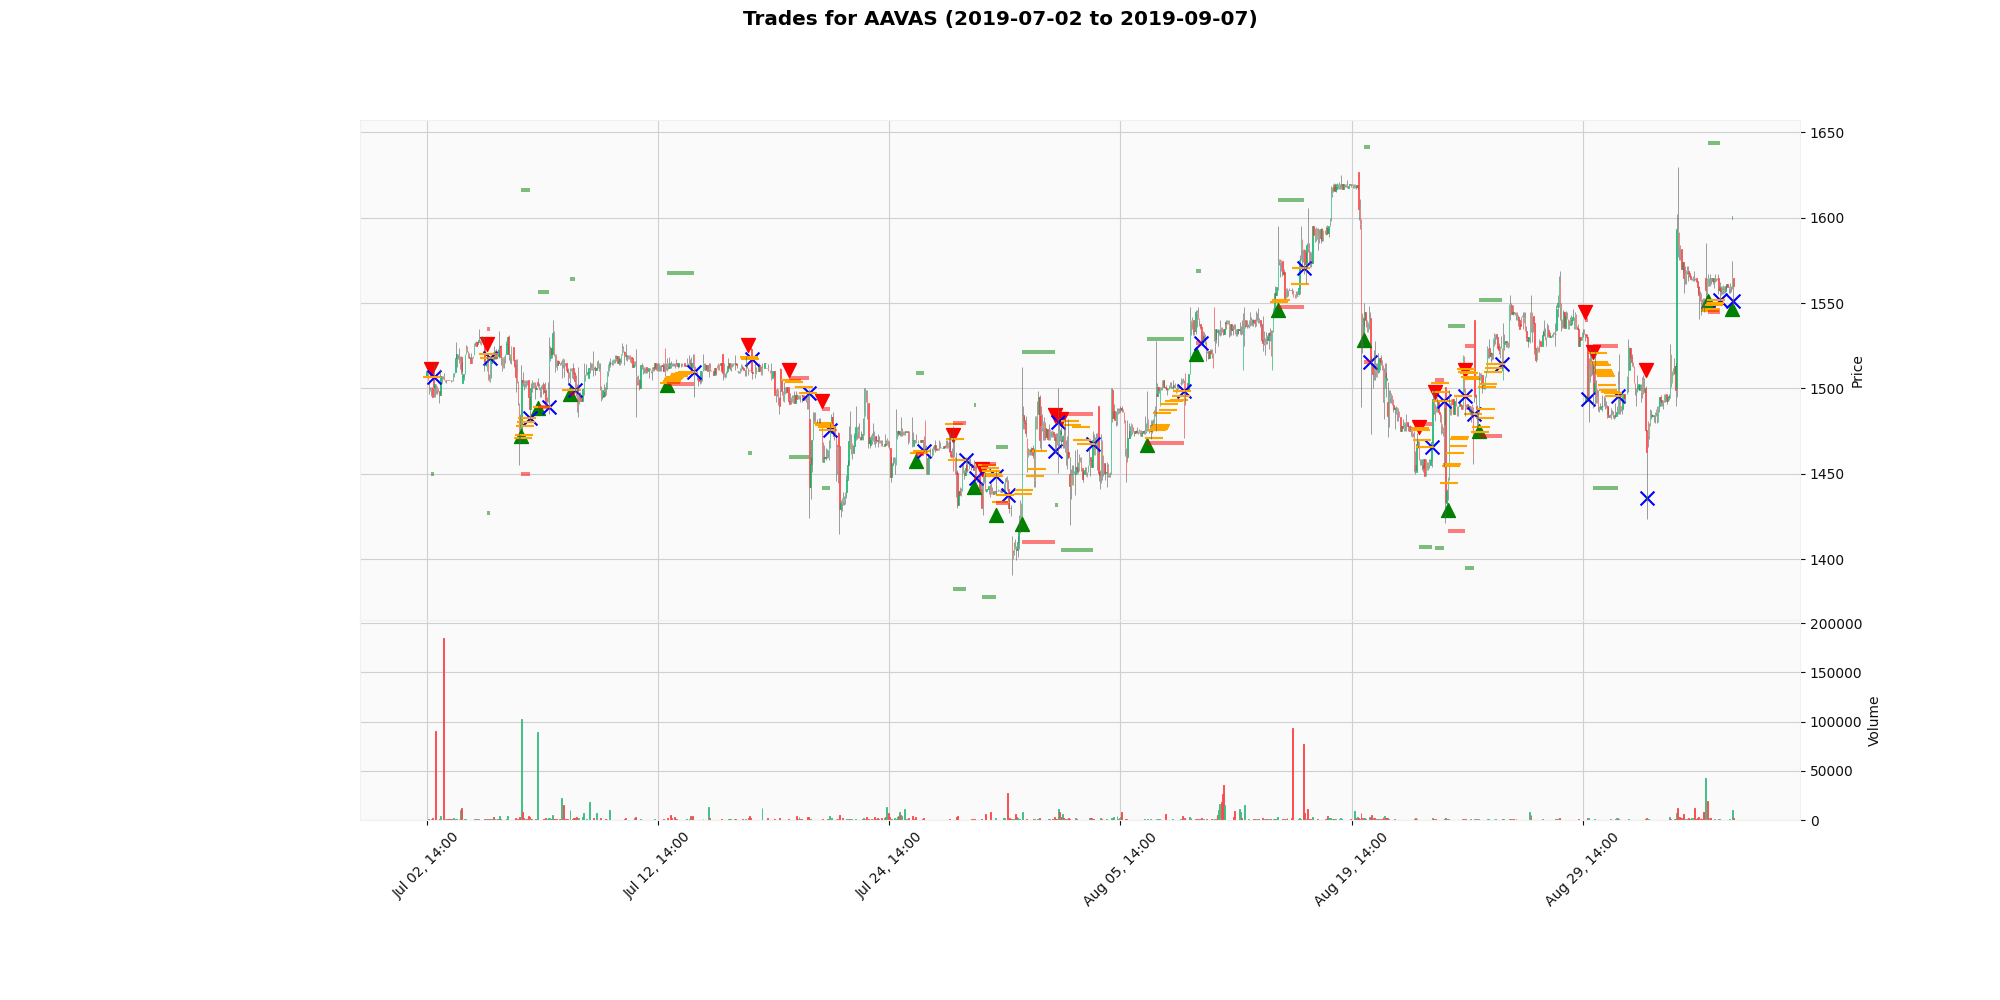 Trades for AAVAS (2019-07-02 to 2019-09-07)
1650
1600
1550
1500
1450
1400
Price
200000
150000
100000
50000
0
Volume
Jul 02, 14:00
Jul 12, 14:00
Jul 24, 14:00
Aug 05, 14:00
Aug 19, 14:00
Aug 29, 14:00